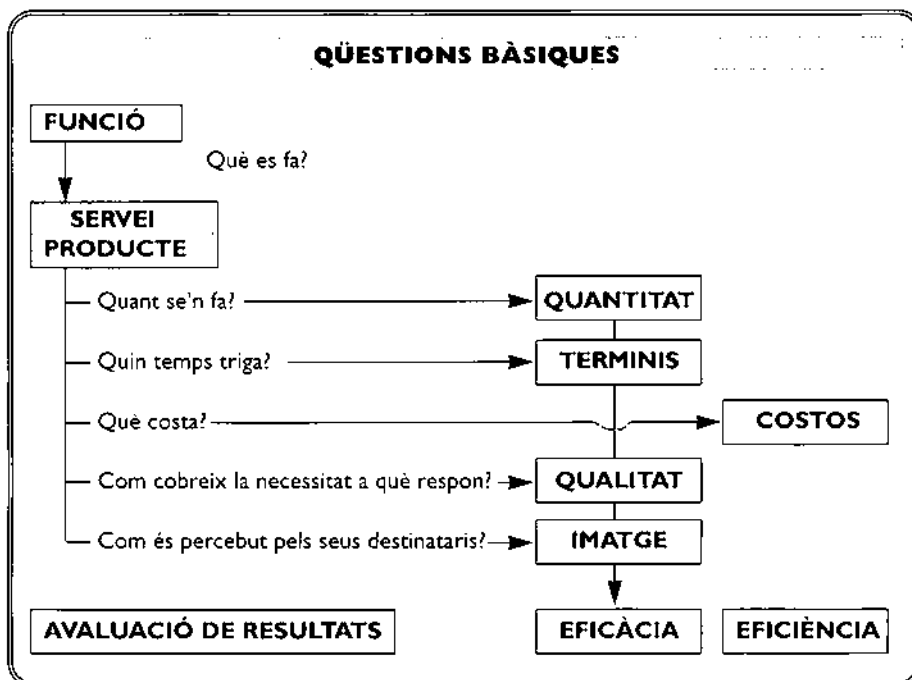 QÜESTIONS BÀSIQUES
FUNCIÓ
Què es fa?
SERVEI
PRODUCTE
Quant se'n fa?
QUANTITAT
Quin temps triga?
TERMINIS
Què costa?
COSTOS
Com cobreix la necessitat a què respon?
QUALITAT
Com és percebut pels seus destinataris?
IMATGE
AVALUACIÓ DE RESULTATS
EFICÀCIA
EFICIÈNCIA